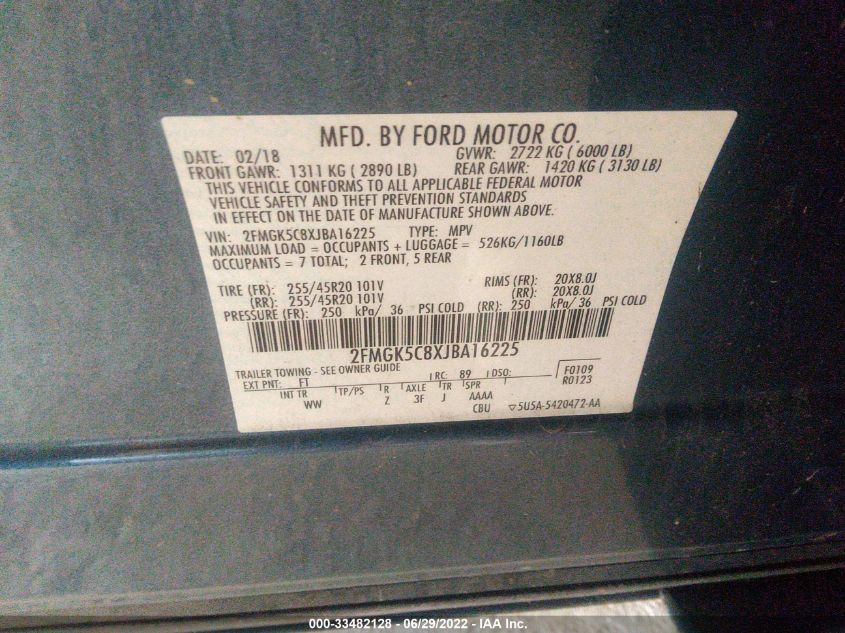 MFD. BY FORD MOTOR CO.
DATE: 02/18 GVWR: 2722 KG ( 6000 LB)
FRONT GAWR: 1311 KG ( 2890 LB) REAR GAWR: 1420 KG ( 3130 LB)
THIS VEHICLE CONFORMS TO ALL APPLICABLE FEDERAL MOTOR
VEHICLE SAFETY AND THEFT PREVENTION STANDARDS
IN EFFECT ON THE DATE OF MANUFACTURE SHOWN ABOVE.
VIN: 2FMGK5C8XJBA16225 TYPE: MPV
MAXIMUM LOAD = OCCUPANTS + LUGGAGE = 526KG/1160LB
OCCUPANTS = 7 TOTAL; 2 FRONT, 5 REAR
TIRE (FR): 255/45R20 101V RIMS (FR): 20X8.0J
(RR): 255/45R20 101V (RR): 20X8.0J
PRESSURE (FR): 250 kPa/ 36 PSI COLD (RR): 250 kPa/ 36 PSI COLD
2FMGK5C8XJBA16225
TRAILER TOWING - SEE OWNER GUIDE
EXT PNT: FT RC: 89 DSO: F0109
INT TR TP/PS R AXLE TR SPR R0123
WW Z 3F J AAAA
CBU ▽5U5A-5420472-AA
000-33482128 - 06/29/2022 - IAA Inc.